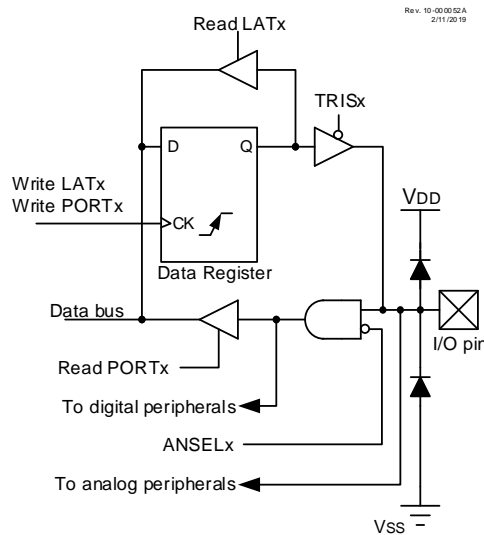 Rev. 10-000052A
2/11/2019
Read LATx
TRISx
D
Q
Write LATx
Write PORTx
CK
VDD
Data Register
Data bus
I/O pin
Read PORTx
To digital peripherals
ANSELx
To analog peripherals
VSS